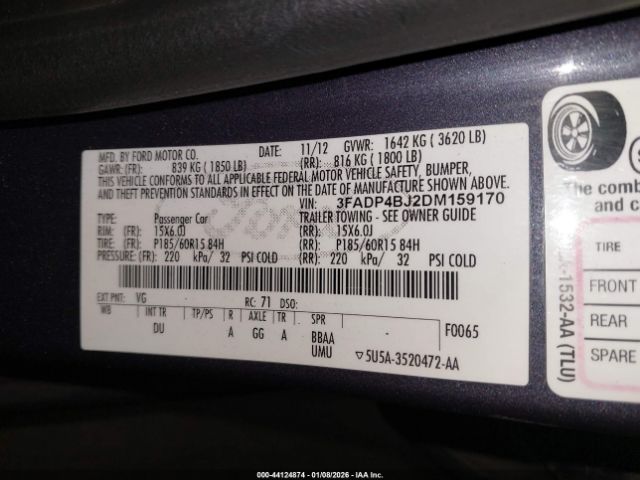 MFD. BY FORD MOTOR CO. DATE: 11/12 GVWR: 1642 KG ( 3620 LB)
GAWR: (FR): 839 KG ( 1850 LB) (RR): 816 KG ( 1800 LB)
THIS VEHICLE CONFORMS TO ALL APPLICABLE FEDERAL MOTOR VEHICLE SAFETY, BUMPER,
AND THEFT PREVENTION STANDARDS IN EFFECT ON THE DATE OF MANUFACTURE SHOWN ABOVE.
VIN: 3FADP4BJ2DM159170
TYPE: Passenger Car TRAILER TOWING - SEE OWNER GUIDE
RIM: (FR): 15X6.0J (RR): 15X6.0J
TIRE: (FR): P185/60R15 84H (RR): P185/60R15 84H
PRESSURE: (FR): 220 kPa/ 32 PSI COLD (RR): 220 kPa/ 32 PSI COLD
EXT PNT: VG RC: 71 DSO:
WB INT TR TP/PS R AXLE TR SPR
DU A GG A BBAA F0065
UMU ▽5U5A-3520472-AA
The comb
and c
TIRE
FRONT
REAR
SPARE
-1532-AA (TLU)
000-44124874 | 01/08/2026 - IAA Inc.